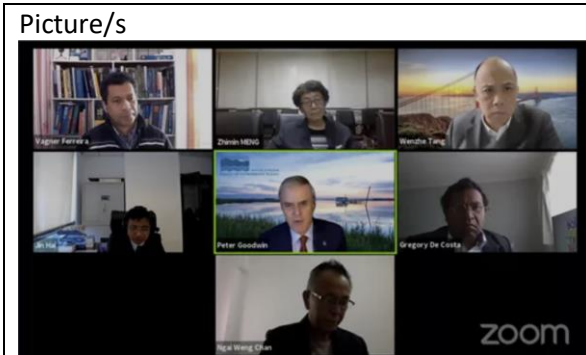 Picture/s
Vagner Ferreira
Zhimin MENG
Wenzhe Tang
Jin Hai
Peter Goodwin
Gregory De Costa
Ngai Weng Chan
zoom